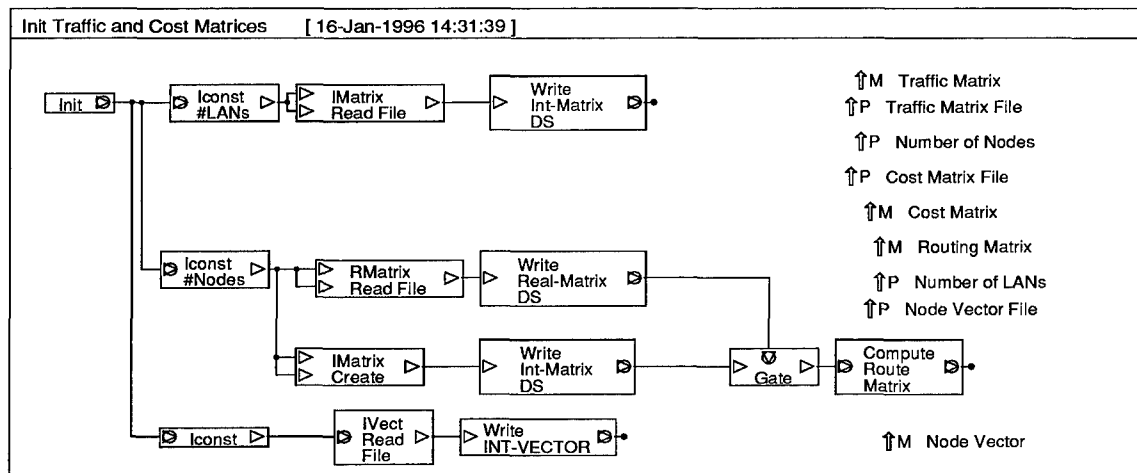 Init Traffic and Cost Matrices [ 16-Jan-1996 14:31:39 ]
Init
Iconst
#LANs
IMatrix
Read File
Write
Int-Matrix
DS
⇑M Traffic Matrix
⇑P Traffic Matrix File
⇑P Number of Nodes
⇑P Cost Matrix File
⇑M Cost Matrix
⇑M Routing Matrix
⇑P Number of LANs
⇑P Node Vector File
Iconst
#Nodes
RMatrix
Read File
Write
Real-Matrix
DS
IMatrix
Create
Write
Int-Matrix
DS
Gate
Compute
Route
Matrix
Iconst
IVect
Read
File
Write
INT-VECTOR
⇑M Node Vector